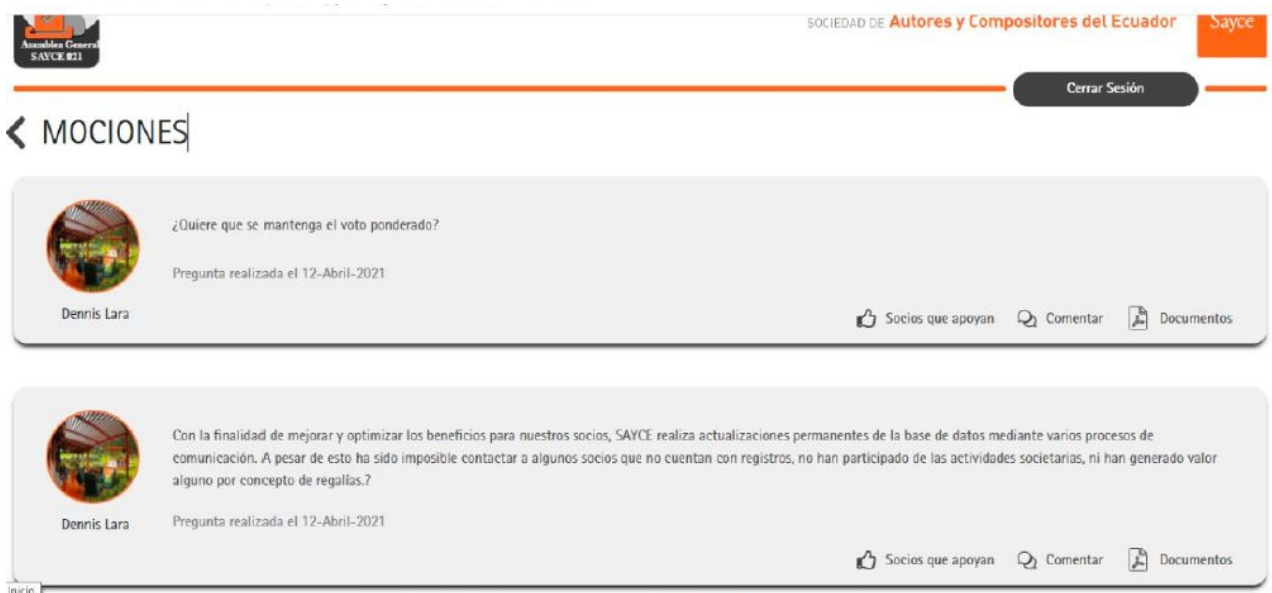 Asamblea General
SAYCE 021
SOCIEDAD DE Autores y Compositores del Ecuador
Sayce
Cerrar Sesión
MOCIONES
¿Quiere que se mantenga el voto ponderado?
Pregunta realizada el 12-Abril-2021
Dennis Lara
Socios que apoyan Comentar Documentos
Con la finalidad de mejorar y optimizar los beneficios para nuestros socios, SAYCE realiza actualizaciones permanentes de la base de datos mediante varios procesos de
comunicación. A pesar de esto ha sido imposible contactar a algunos socios que no cuentan con registros, no han participado de las actividades societarias, ni han generado valor
alguno por concepto de regalías.?
Dennis Lara
Pregunta realizada el 12-Abril-2021
Socios que apoyan Comentar Documentos
Inicio